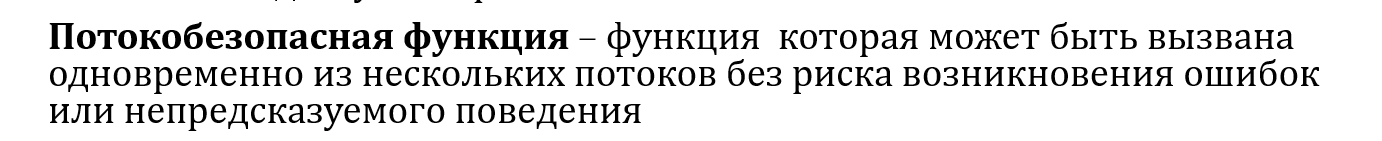 Потокобезопасная функция – функция  которая может быть вызвана
одновременно из нескольких потоков без риска возникновения ошибок
или непредсказуемого поведения